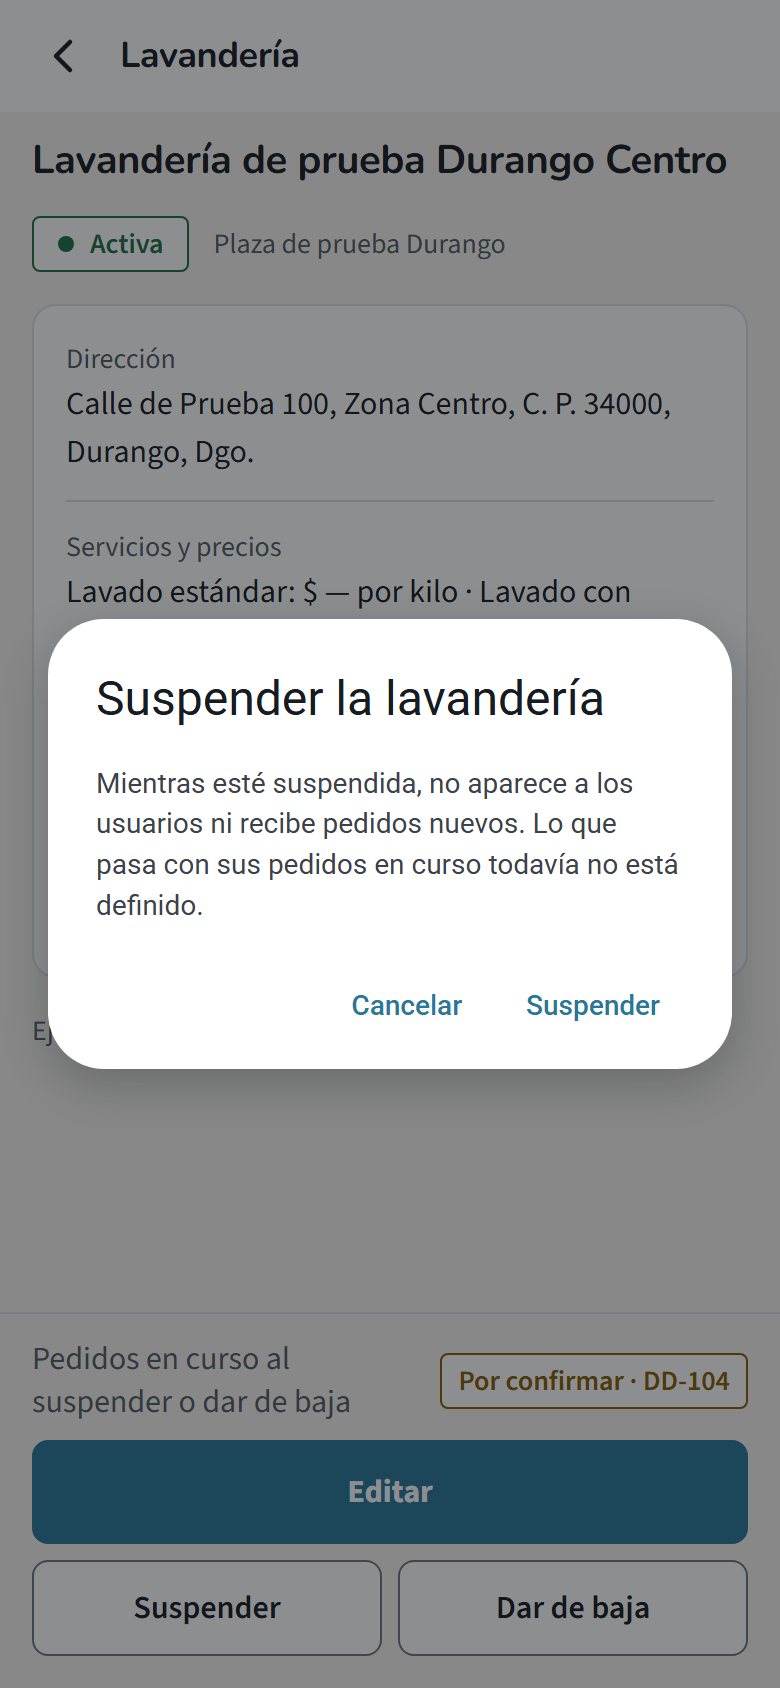 Lavandería
Lavandería de prueba Durango Centro
Activa
Plaza de prueba Durango
Dirección
Calle de Prueba 100, Zona Centro, C. P. 34000,
Durango, Dgo.
Servicios y precios
Lavado estándar: $ — por kilo · Lavado con
Suspender la lavandería
Mientras esté suspendida, no aparece a los
usuarios ni recibe pedidos nuevos. Lo que
pasa con sus pedidos en curso todavía no está
definido.
Cancelar
Suspender
Pedidos en curso al
suspender o dar de baja
Por confirmar · DD-104
Editar
Suspender
Dar de baja